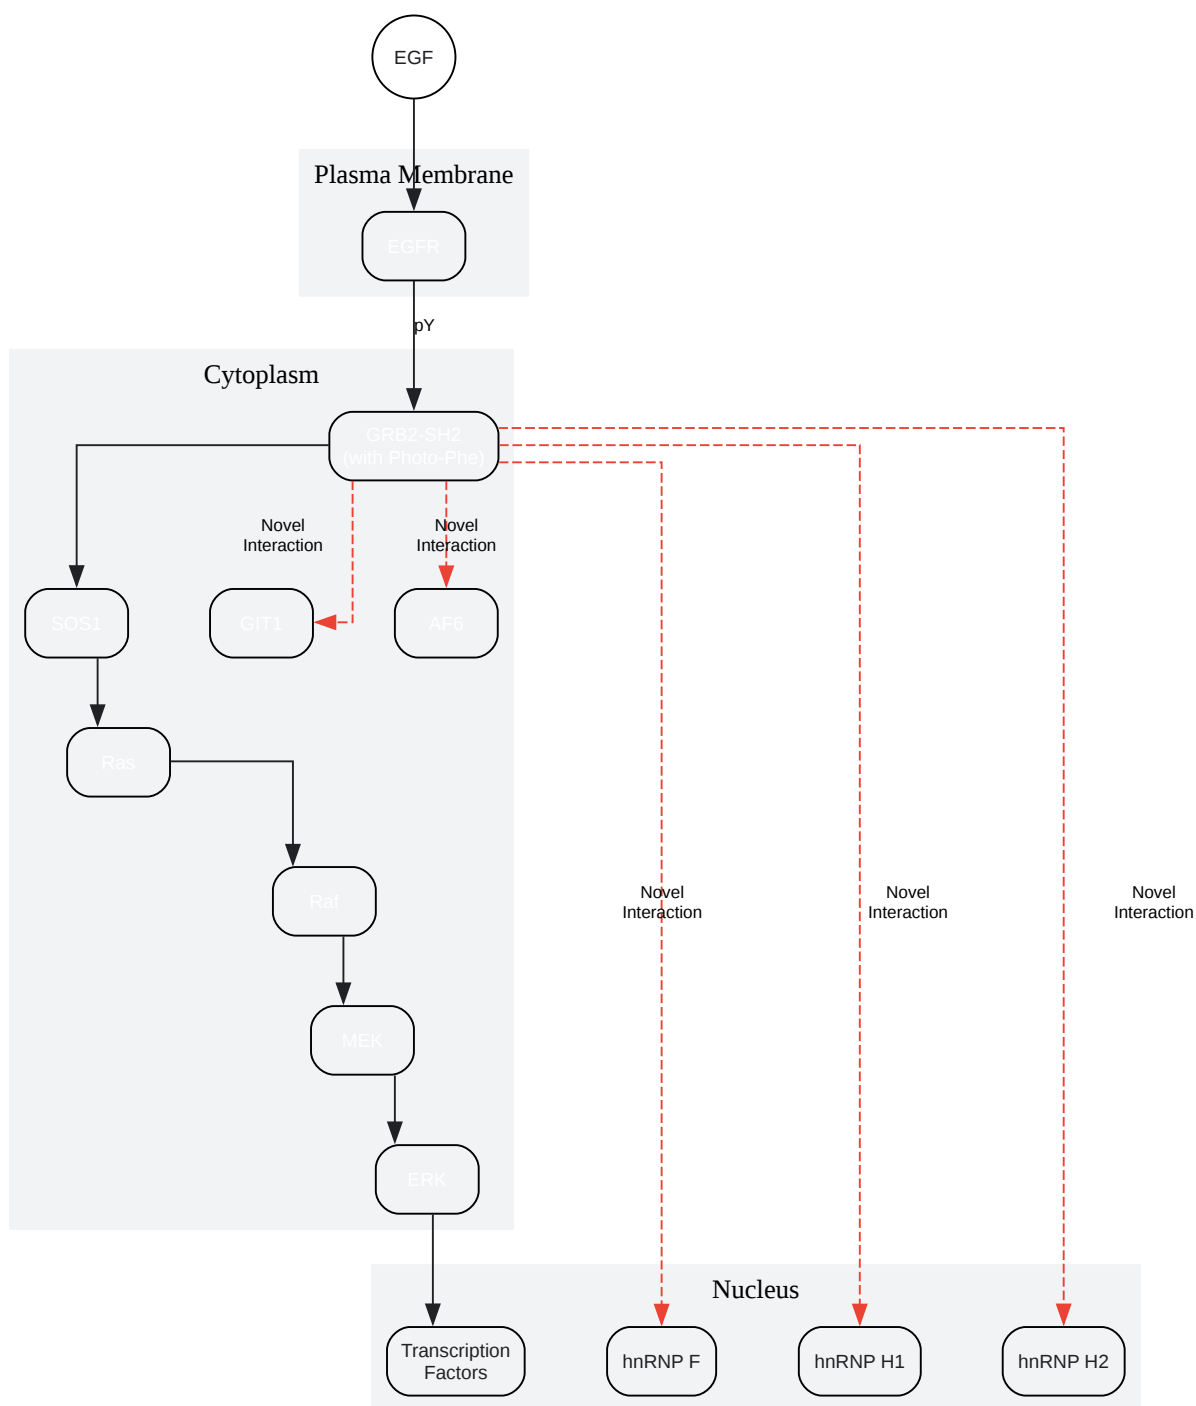 EGF
Plasma Membrane
EGFR
pY
Cytoplasm
GRB2-SH2
(with Photo-Phe)
Novel
Interaction
Novel
Interaction
SOS1
GIT1
AF6
Ras
Raf
Novel
Interaction
Novel
Interaction
Novel
Interaction
MEK
ERK
Nucleus
Transcription
Factors
hnRNP F
hnRNP H1
hnRNP H2